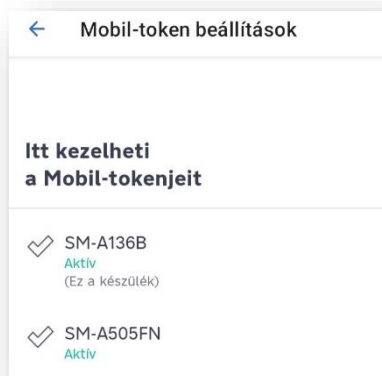 Mobil-token beállítások
Itt kezelheti
a Mobil-tokenjeit
SM-A136B
Aktív
(Ez a készülék)
SM-A505FN
Aktív